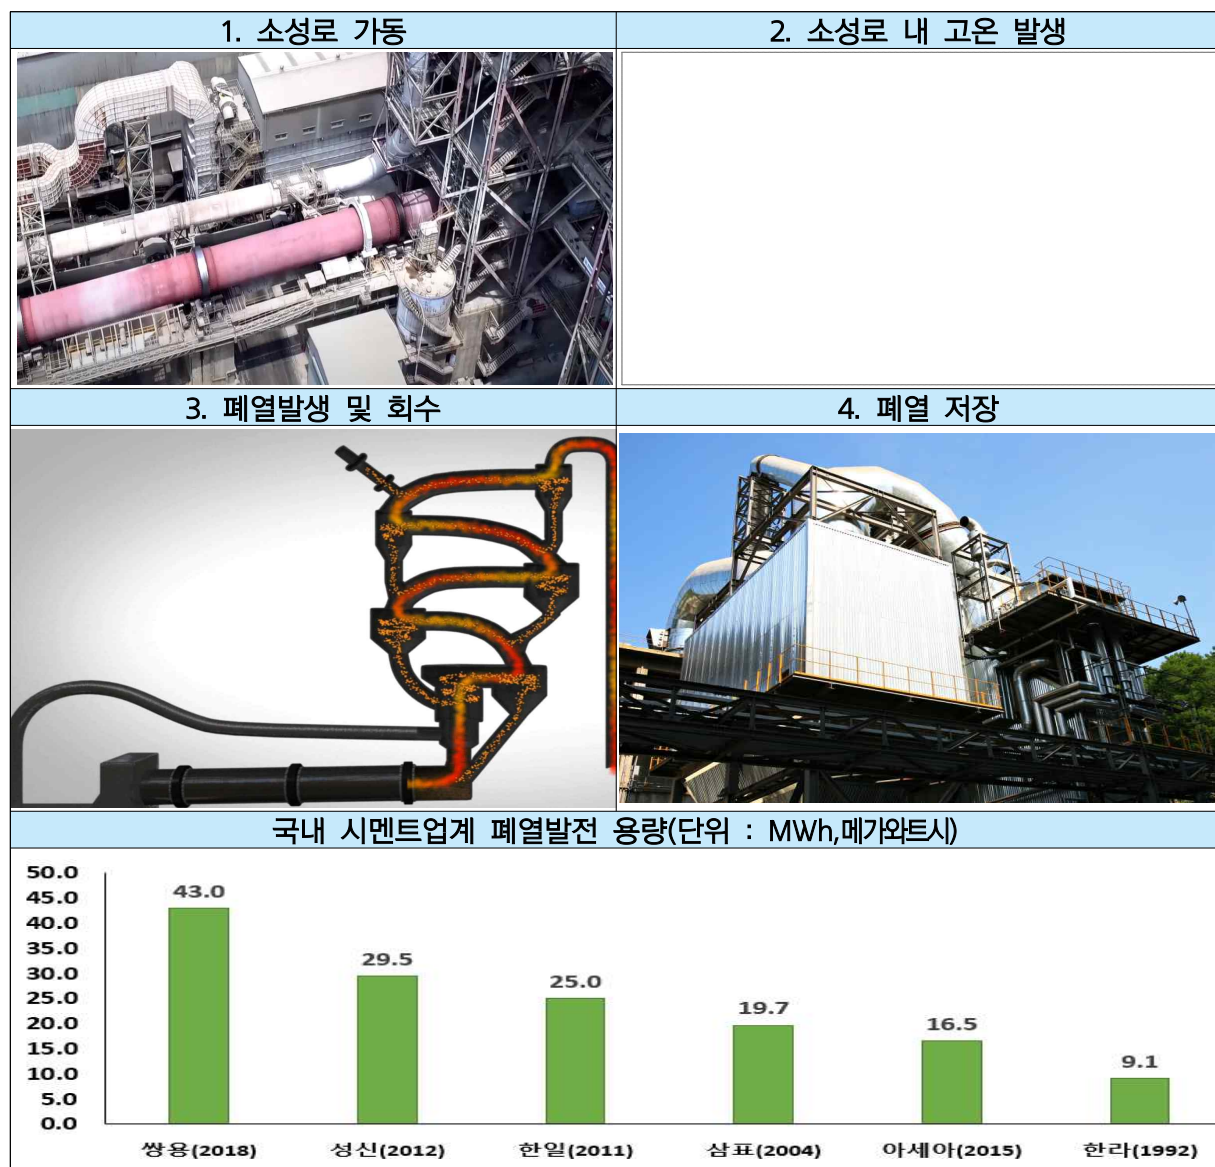 1. 소성로 가동
2. 소성로 내 고온 발생
3. 폐열발생 및 회수
4. 폐열 저장
국내 시멘트업계 폐열발전 용량(단위 : MWh,메가와트시)
50.0
45.0
40.0
35.0
30.0
25.0
20.0
15.0
10.0
5.0
0.0
43.0
29.5
25.0
19.7
16.5
9.1
쌍용(2018)
성신(2012)
한일(2011)
삼표(2004)
아세아(2015)
한라(1992)